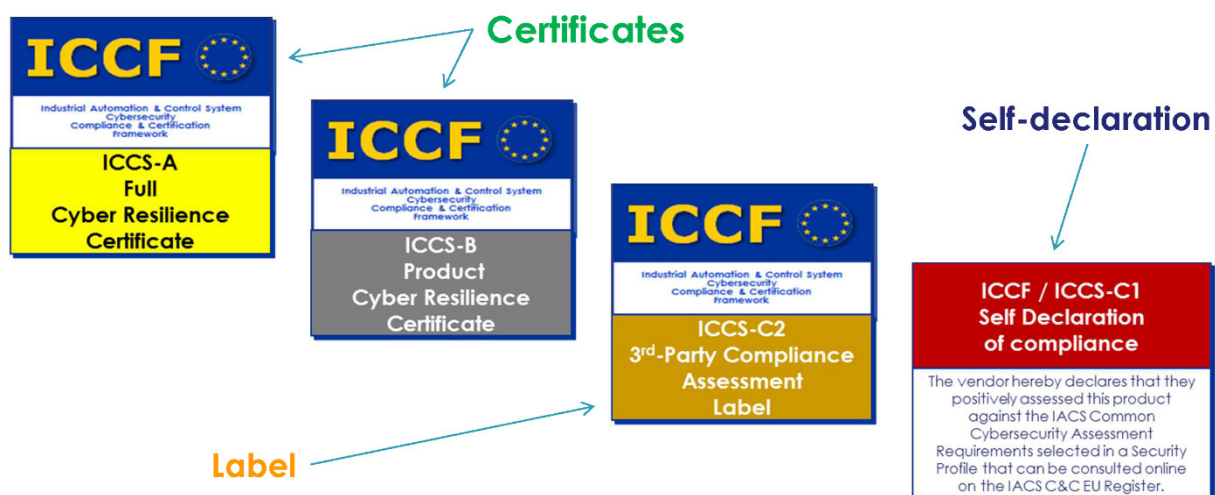 Certificates
ICCF
Industrial Automation & Control System
Cybersecurity
Compliance & Certification
Framework
ICCS-A
Full
Cyber Resilience
Certificate
ICCF
Industrial Automation & Control System
Cybersecurity
Compliance & Certification
Framework
ICCS-B
Product
Cyber Resilience
Certificate
ICCF
Industrial Automation & Control System
Cybersecurity
Compliance & Certification
Framework
ICCS-C2
3rd-Party Compliance
Assessment
Label
Self-declaration
ICCF / ICCS-C1
Self Declaration
of compliance
The vendor hereby declares that they
positively assessed this product
against the IACS Common
Cybersecurity Assessment
Requirements selected in a Security
Profile that can be consulted online
on the IACS C&C EU Register.
Label